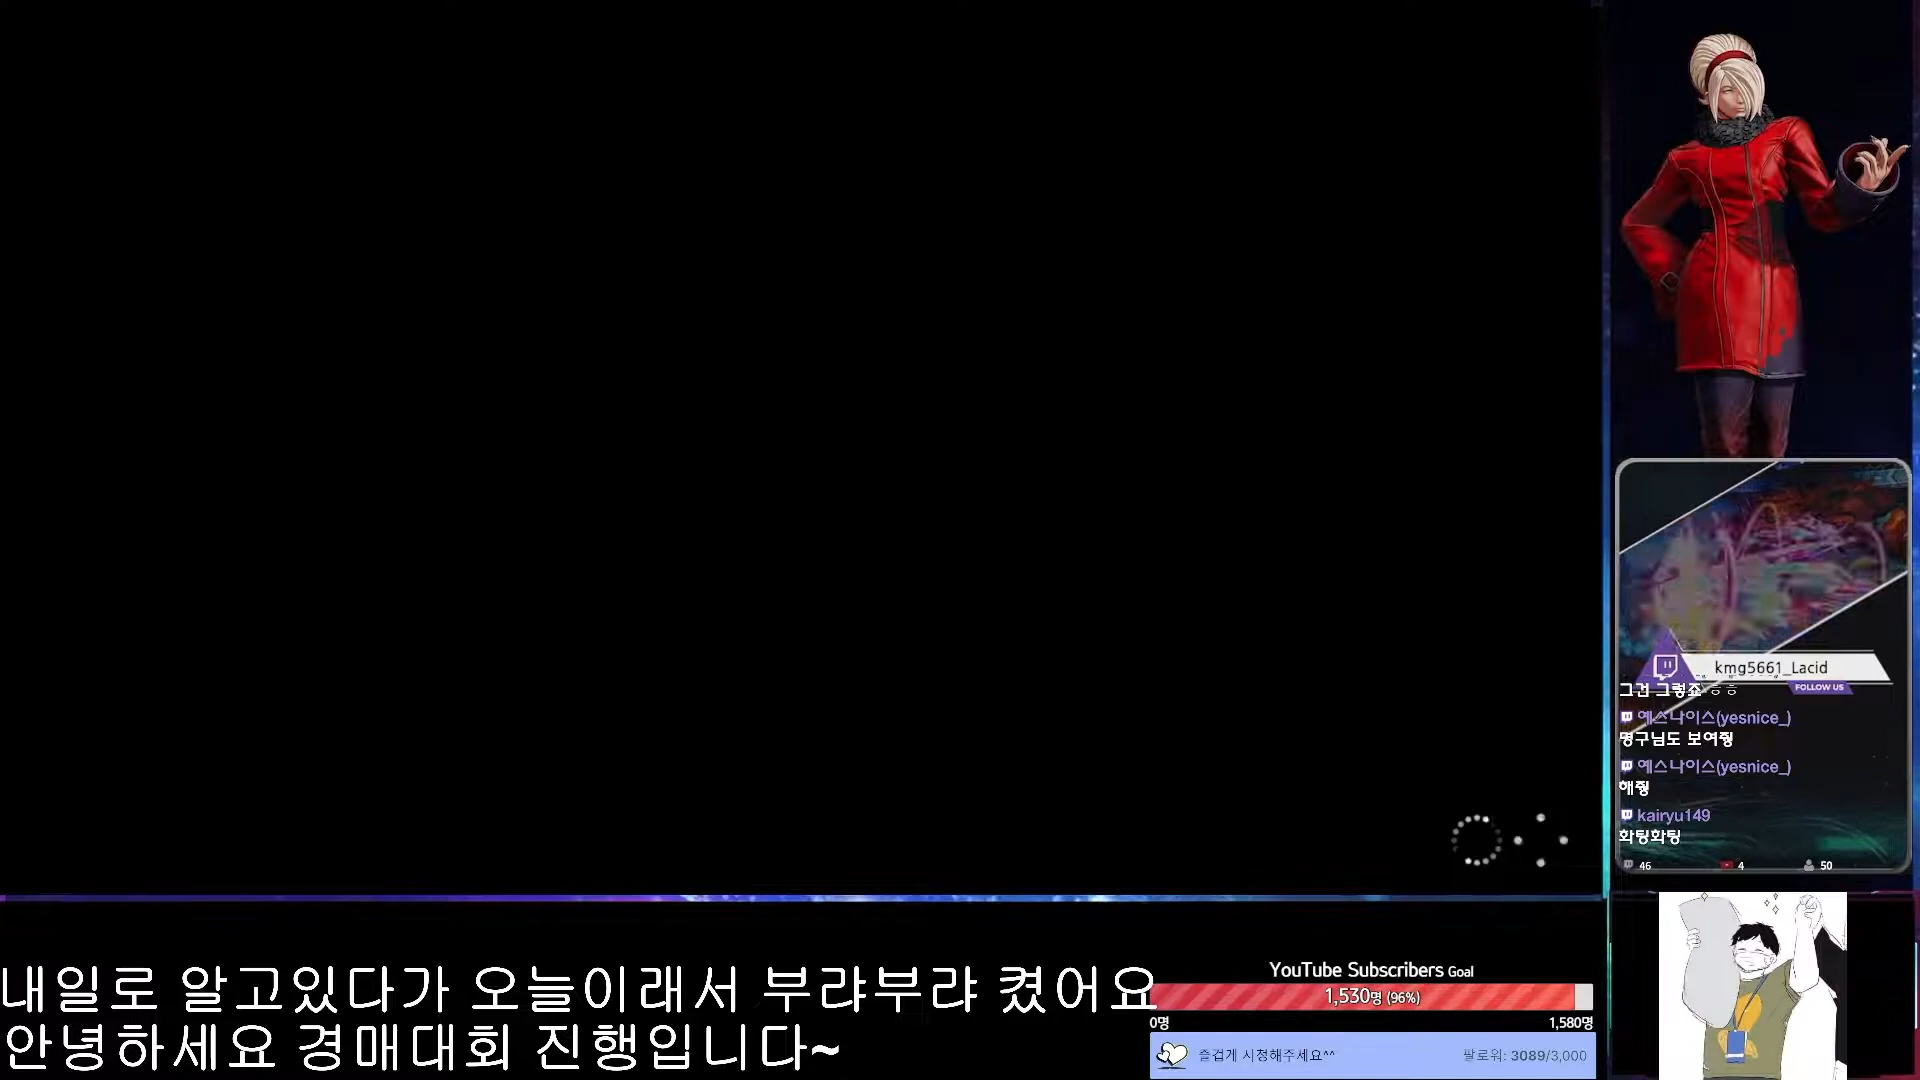 kmg5661_Lacid
FOLLOW US
그건 그렇죠 ㅎㅎ
예스나이스(yesnice_)
명구님도 보여줭
예스나이스(yesnice_)
해줭
kairyu149
화팅화팅
46 4 50
내일로 알고있다가 오늘이래서 부랴부랴 켰어요
안녕하세요 경매대회 진행입니다~
YouTube Subscribers Goal
1,530명 (96%)
0명 1,580명
즐겁게 시청해주세요^^ 팔로워: 3089/3,000